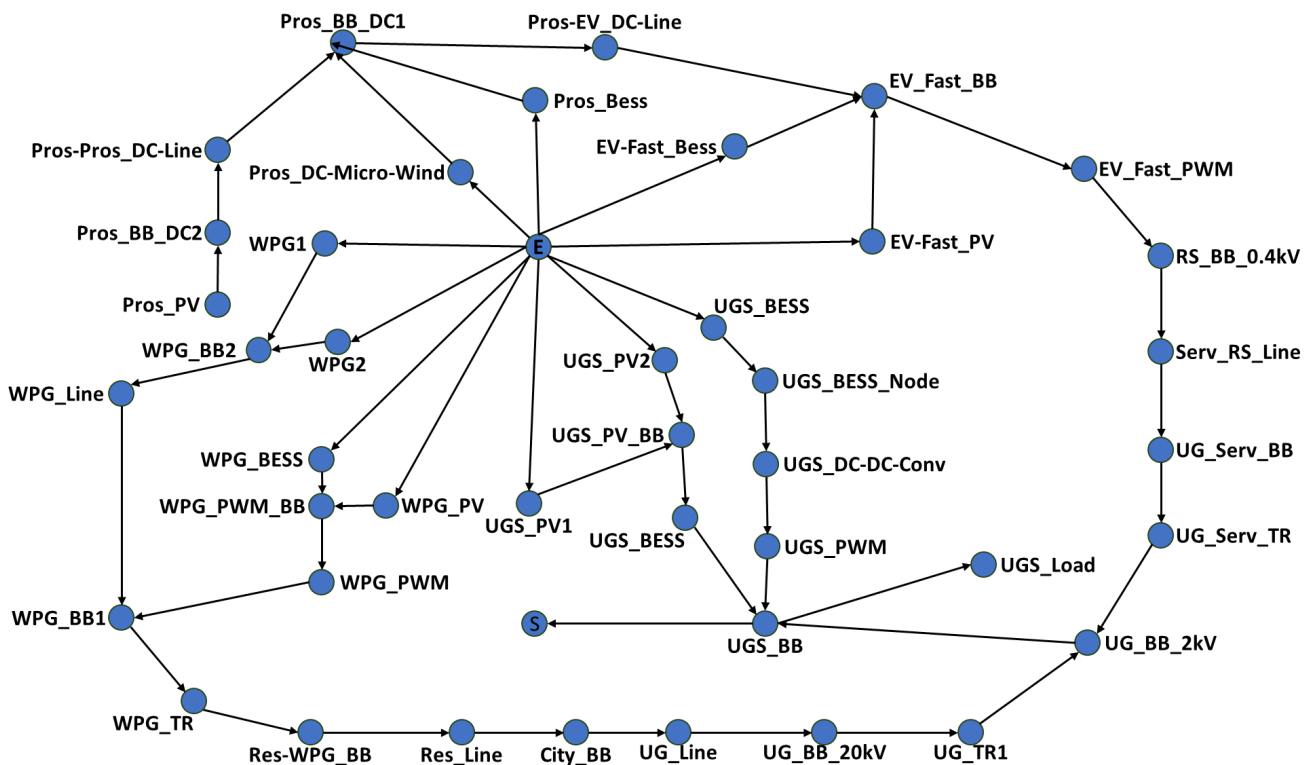 Pros_BB_DC1
Pros-EV_DC-Line
EV_Fast_BB
Pros_Bess
Pros-Pros_DC-Line
EV-Fast_Bess
Pros_DC-Micro-Wind
EV_Fast_PWM
Pros_BB_DC2
WPG1
E
EV-Fast_PV
RS_BB_0.4kV
Pros_PV
UGS_BESS
WPG_BB2
WPG2
UGS_PV2
Serv_RS_Line
WPG_Line
UGS_BESS_Node
UGS_PV_BB
WPG_BESS
UG_Serv_BB
UGS_DC-DC-Conv
WPG_PWM_BB
WPG_PV
UGS_PV1
UGS_BESS
UGS_PWM
UG_Serv_TR
UGS_Load
WPG_PWM
WPG_BB1
S
UGS_BB
UG_BB_2kV
WPG_TR
Res-WPG_BB
Res_Line
City_BB
UG_Line
UG_BB_20kV
UG_TR1